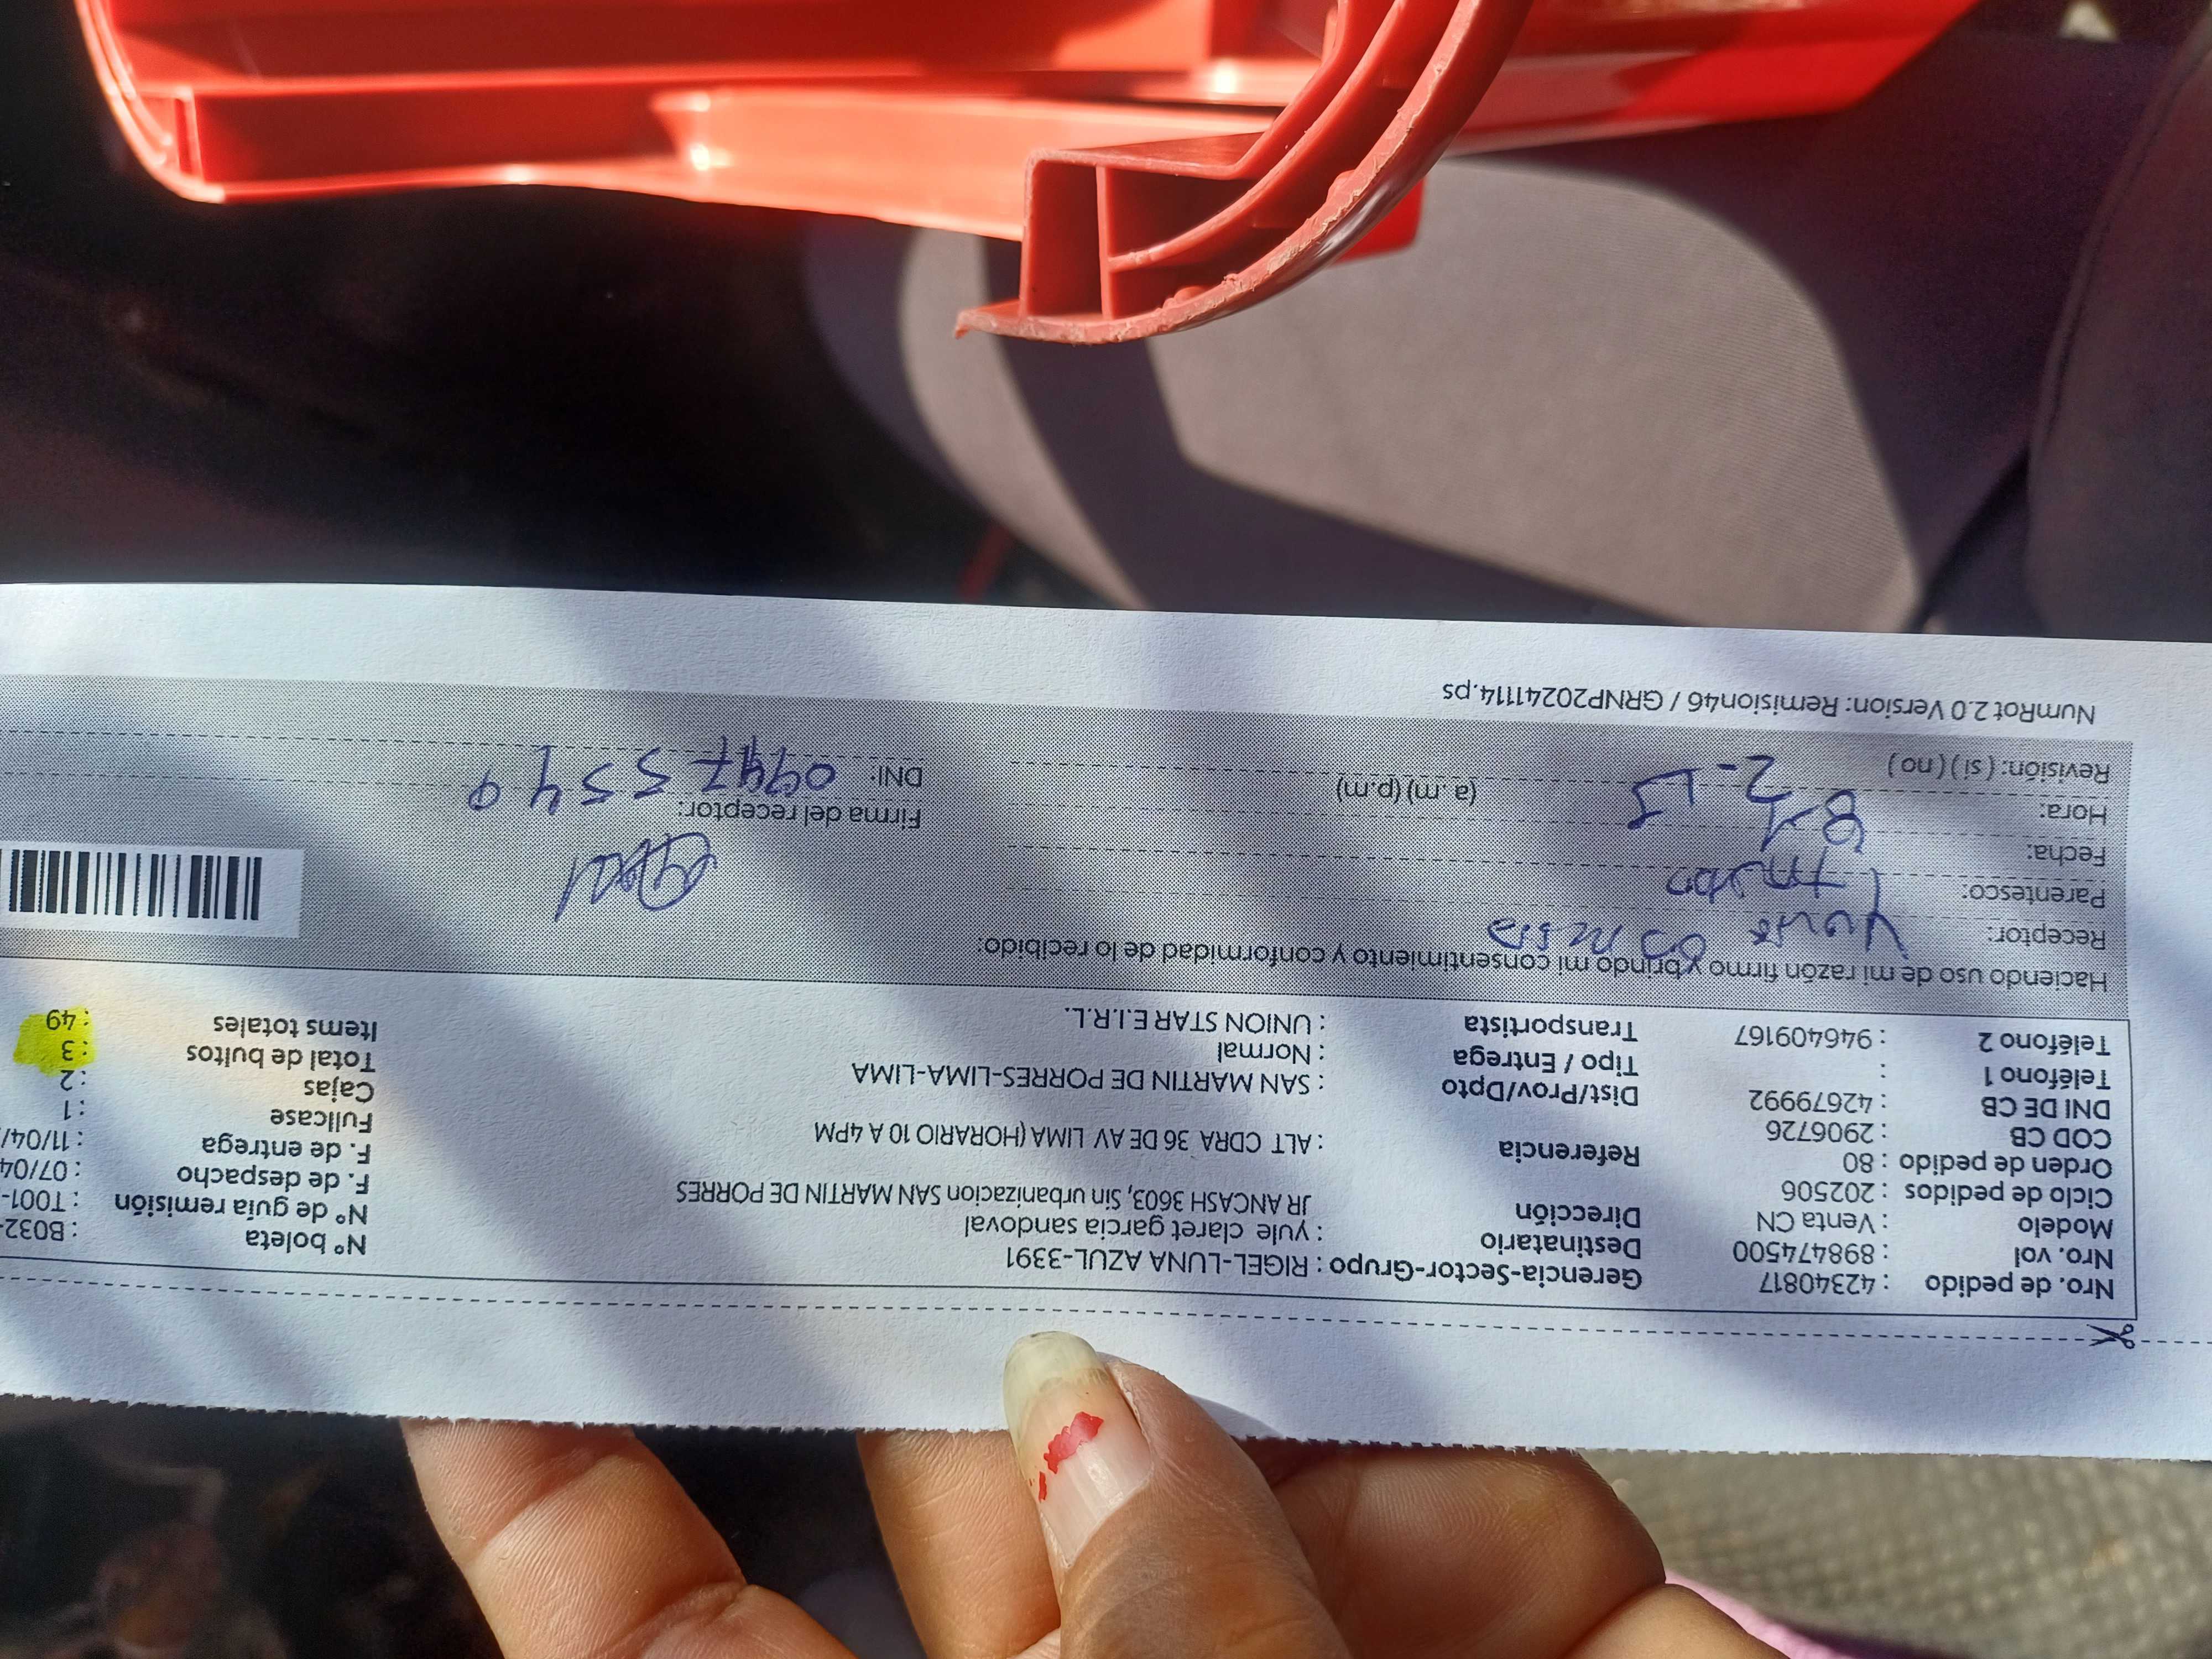 Nro. de pedido : 42340817
Nro. vol : 898474500
Modelo : Venta CN
Ciclo de pedidos : 202506
Orden de pedido : 80
COD CB : 2906726
DNI DE CB : 42679992
Teléfono 1 :
Teléfono 2 : 946409167
Gerencia-Sector-Grupo : RIGEL-LUNA AZUL-3391
Destinatario : yule claret garcia sandoval
Dirección JR ANCASH 3603, Sin urbanizacion SAN MARTIN DE PORRES
Referencia : ALT CDRA 36 DE AV LIMA (HORARIO 10 A 4PM
Dist/Prov/Dpto : SAN MARTIN DE PORRES-LIMA-LIMA
Tipo / Entrega : Normal
Transportista : UNION STAR E.I.R.L.
N° boleta : B032-
N° de guía remisión : T001-
F. de despacho : 07/04
F. de entrega : 11/04/
Fullcase : 1
Cajas : 2
Total de bultos : 3
Items totales : 49
Haciendo uso de mi razón firmo y brindo mi consentimiento y conformidad de lo recibido:
Receptor:
Parentesco:
Fecha:
Hora: (a.m) (p.m)
Revisión: ( si ) ( no )
Firma del receptor:
DNI:
NumRot 2.0 Version: Remision46 / GRNP20241114.ps